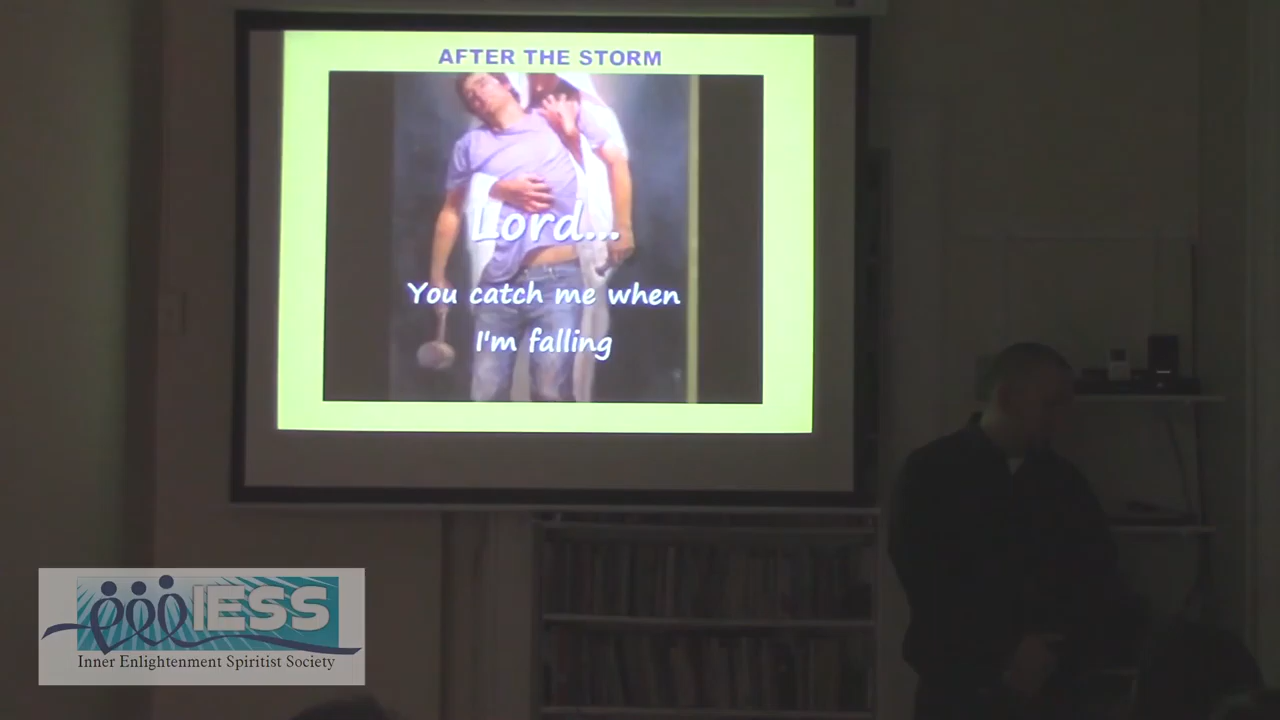 AFTER THE STORM
Lord...
You catch me when
I'm falling
IESS
Inner Enlightenment Spiritist Society